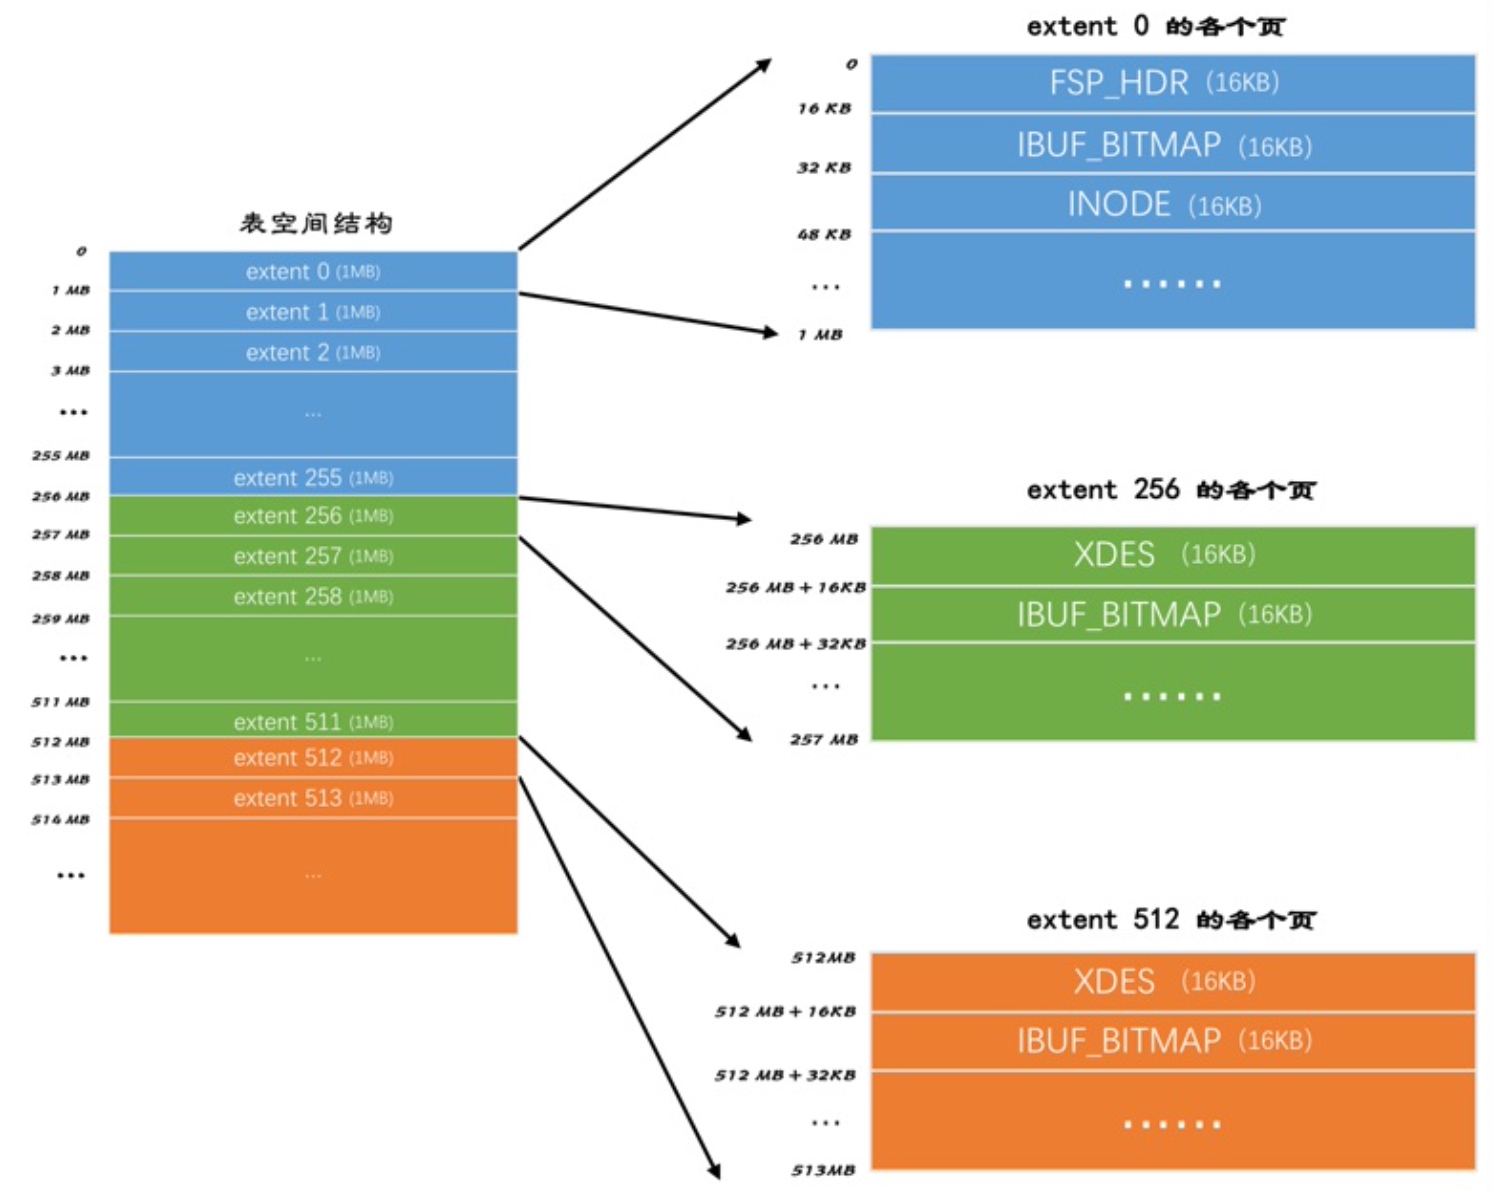 表空间结构
0
extent 0 (1MB)
1 MB
extent 1 (1MB)
2 MB
extent 2 (1MB)
3 MB
...
...
255 MB
extent 255 (1MB)
256 MB
extent 256 (1MB)
257 MB
extent 257 (1MB)
258 MB
extent 258 (1MB)
259 MB
...
...
511 MB
extent 511 (1MB)
512 MB
extent 512 (1MB)
513 MB
extent 513 (1MB)
514 MB
...
...
extent 0 的各个页
0
FSP_HDR (16KB)
16 KB
IBUF_BITMAP (16KB)
32 KB
INODE (16KB)
48 KB
...
......
1 MB
extent 256 的各个页
256 MB
XDES (16KB)
256 MB + 16KB
IBUF_BITMAP (16KB)
256 MB + 32KB
...
......
257 MB
extent 512 的各个页
512MB
XDES (16KB)
512 MB + 16KB
IBUF_BITMAP (16KB)
512 MB + 32KB
...
......
513MB